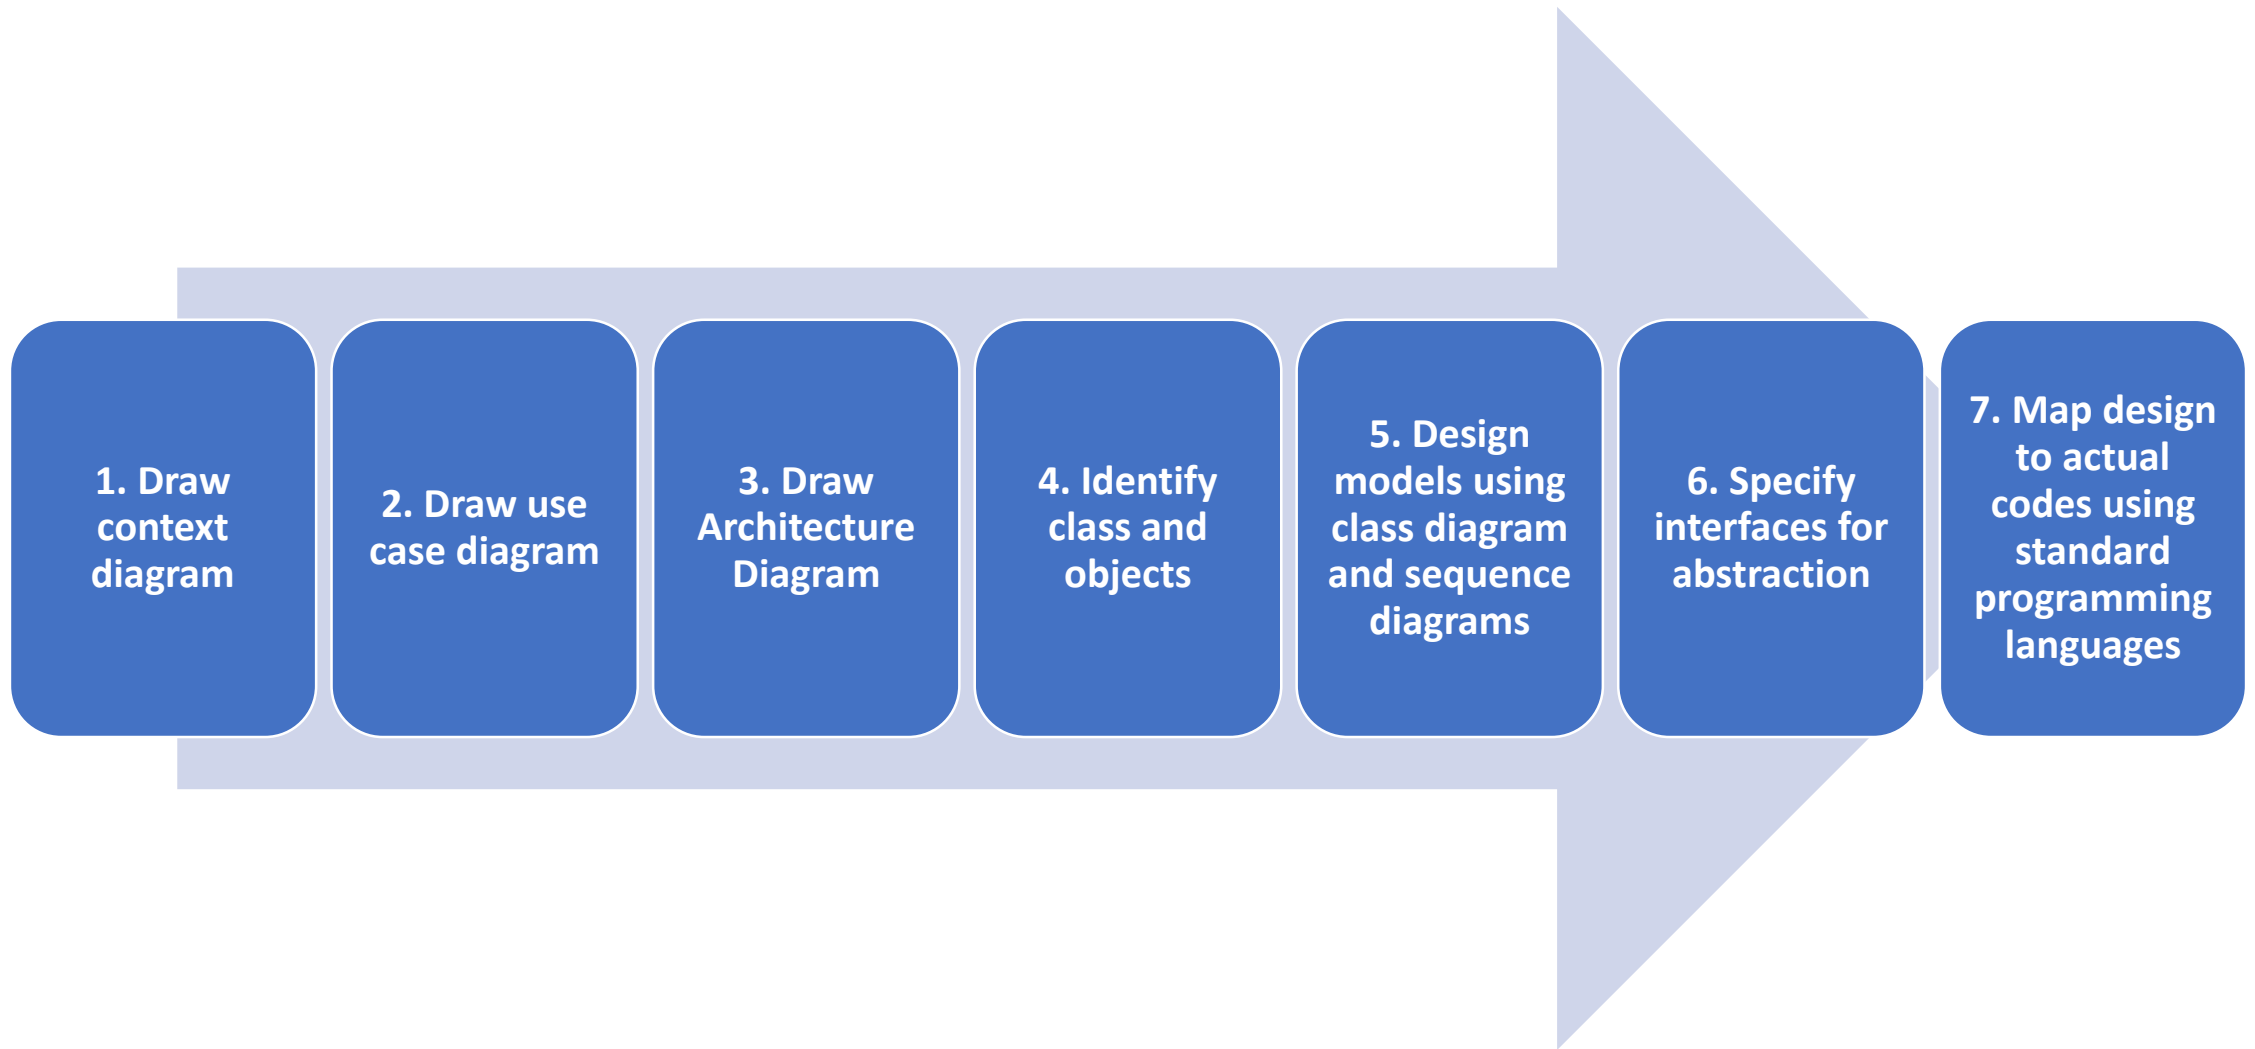 1. Draw
context
diagram
2. Draw use
case diagram
3. Draw
Architecture
Diagram
4. Identify
class and
objects
5. Design
models using
class diagram
and sequence
diagrams
6. Specify
interfaces for
abstraction
7. Map design
to actual
codes using
standard
programming
languages